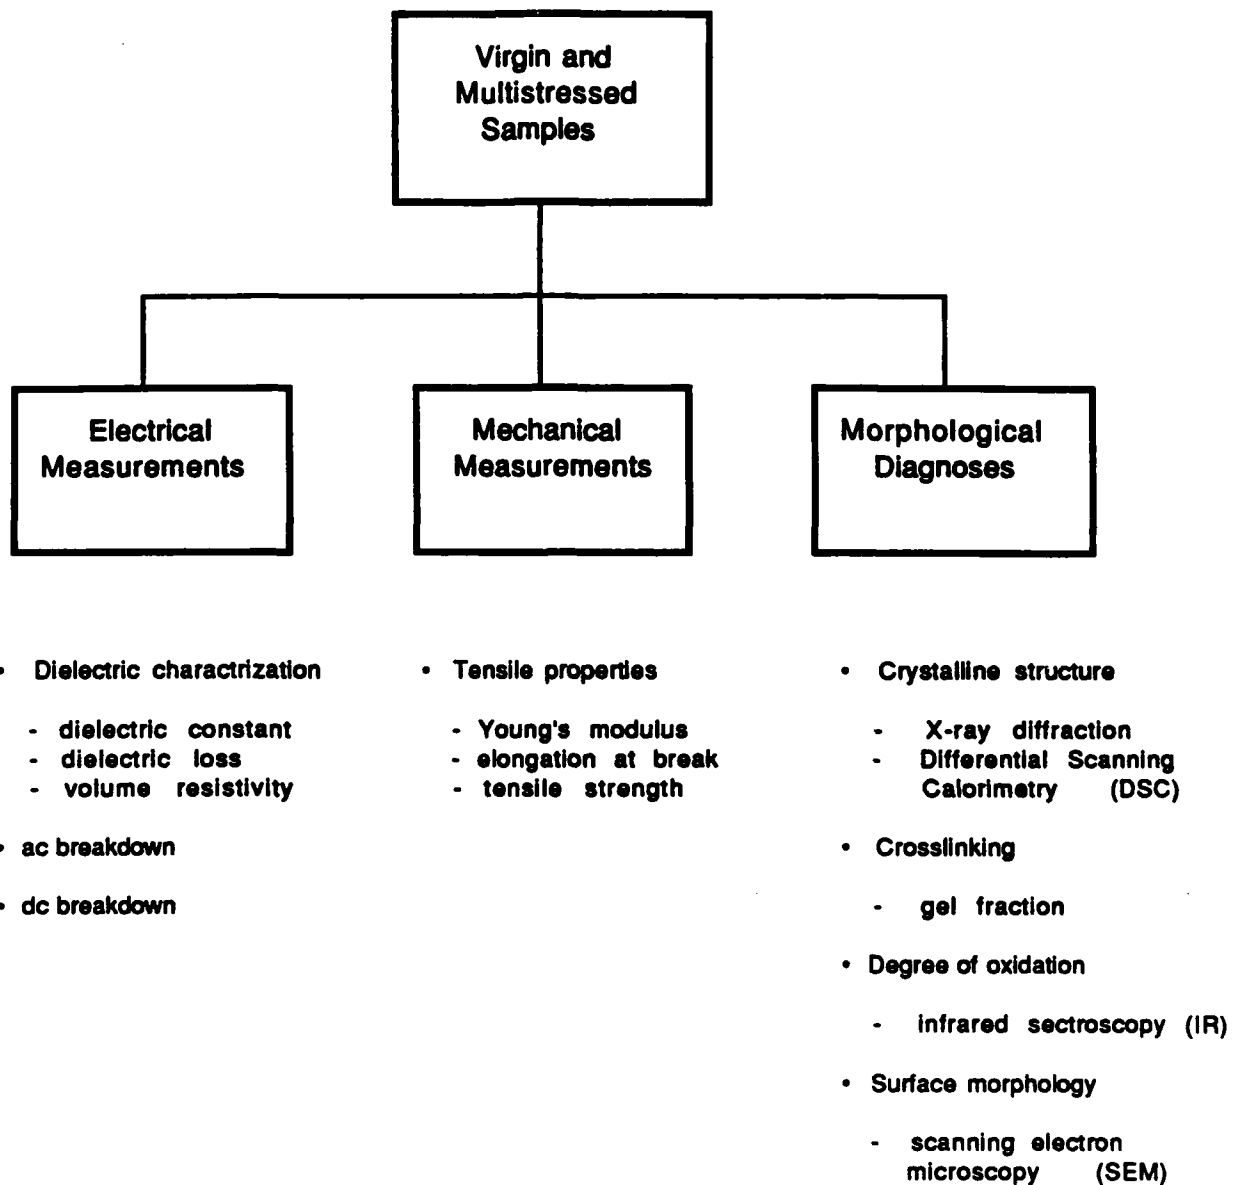 Virgin and
Multistressed
Samples
Electrical
Measurements
Mechanical
Measurements
Morphological
Diagnoses
• Dielectric charactrization
- dielectric constant
- dielectric loss
- volume resistivity
• ac breakdown
• dc breakdown
• Tensile properties
- Young's modulus
- elongation at break
- tensile strength
• Crystalline structure
- X-ray diffraction
- Differential Scanning
Calorimetry (DSC)
• Crosslinking
- gel fraction
• Degree of oxidation
- infrared sectroscopy (IR)
• Surface morphology
- scanning electron
microscopy (SEM)